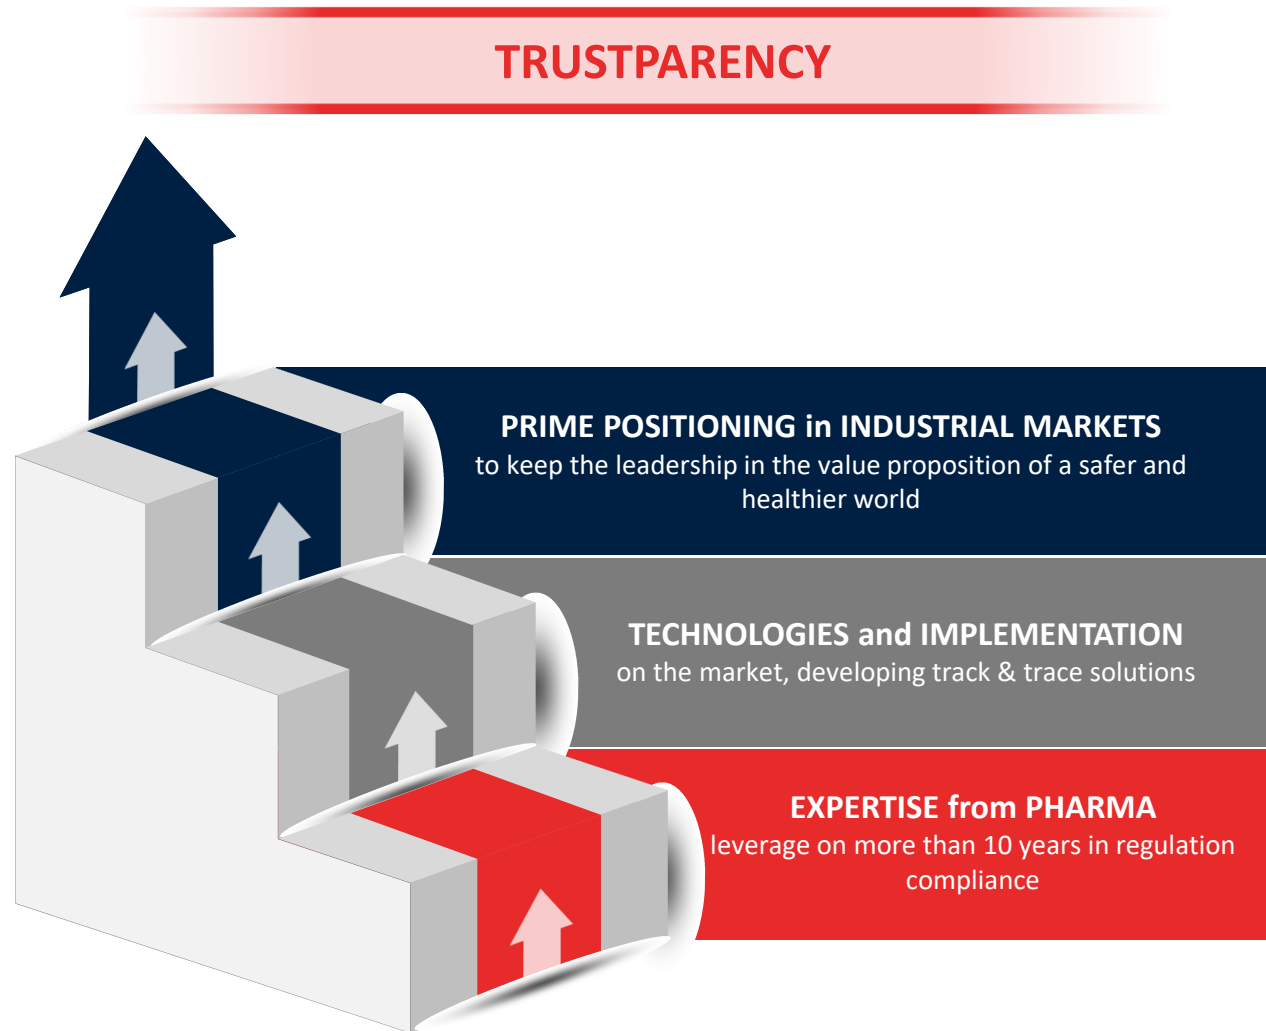 TRUSTPARENCY
PRIME POSITIONING in INDUSTRIAL MARKETS
to keep the leadership in the value proposition of a safer and
healthier world
TECHNOLOGIES and IMPLEMENTATION
on the market, developing track & trace solutions
EXPERTISE from PHARMA
leverage on more than 10 years in regulation
compliance